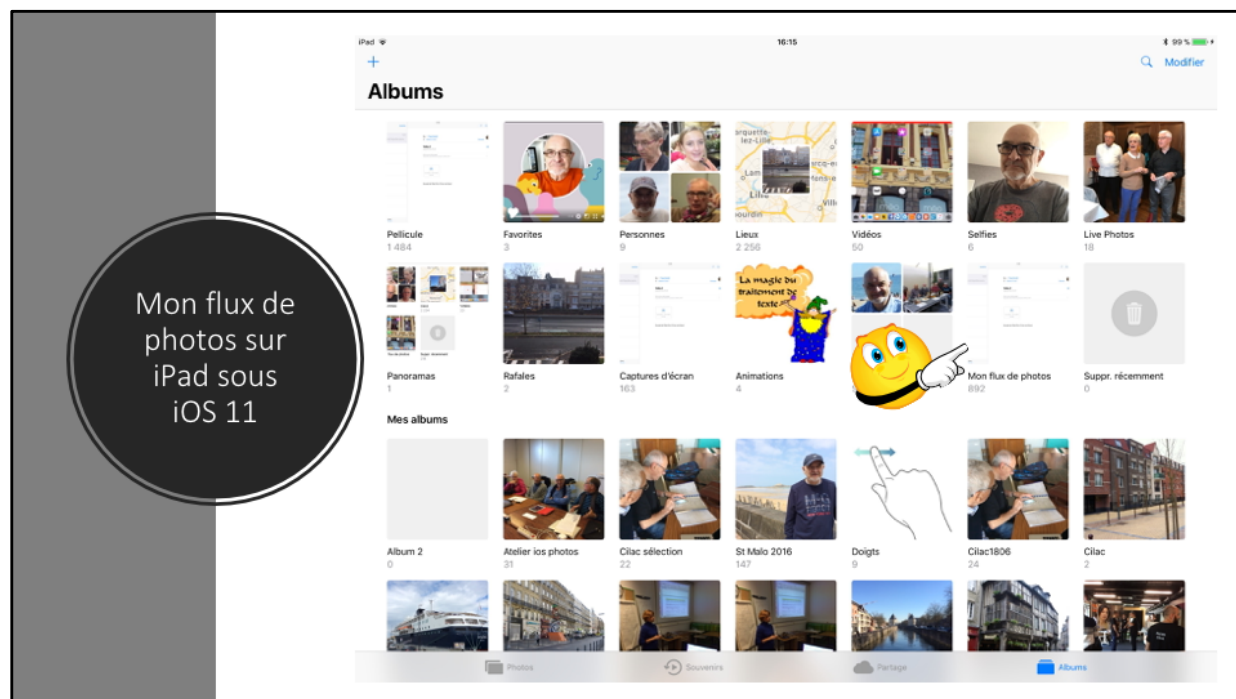 Mon flux de
photos sur
iPad sous
iOS 11
iPad 16:15 99 %
Modifier
Albums
Pellicule Favorites Personnes Lieux Vidéos Selfies Live Photos
1 484 3 9 2 256 50 6 18
La magie du
traitement de
texte
Panoramas Rafales Captures d'écran Animations Mon flux de photos Suppr. récemment
1 2 163 4 892 0
Mes albums
Album 2 Atelier ios photos Cilac sélection St Malo 2016 Doigts Cilac1806 Cilac
0 31 22 147 9 24 2
Photos Souvenirs Partage Albums